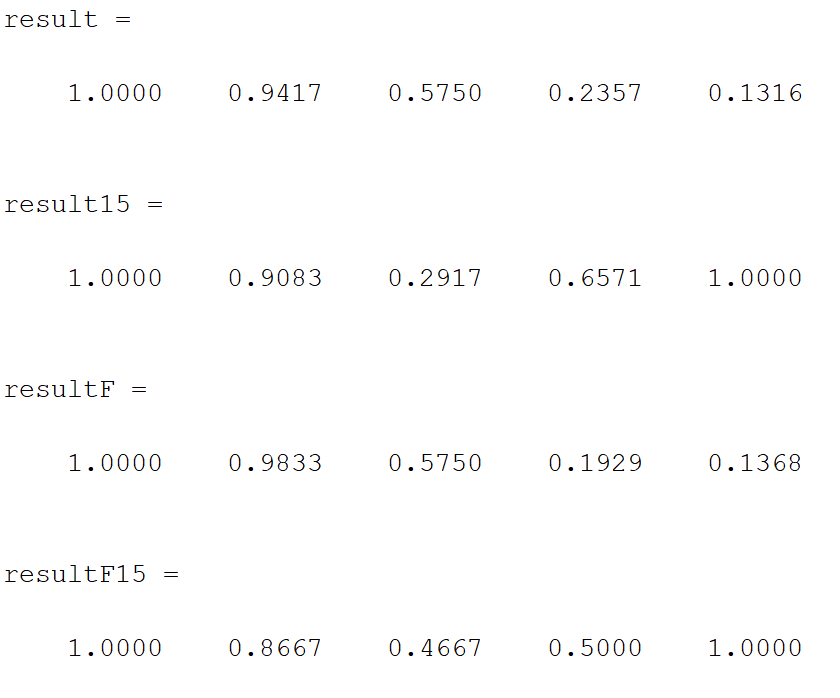 result =
1.0000 0.9417 0.5750 0.2357 0.1316
result15 =
1.0000 0.9083 0.2917 0.6571 1.0000
resultF =
1.0000 0.9833 0.5750 0.1929 0.1368
resultF15 =
1.0000 0.8667 0.4667 0.5000 1.0000